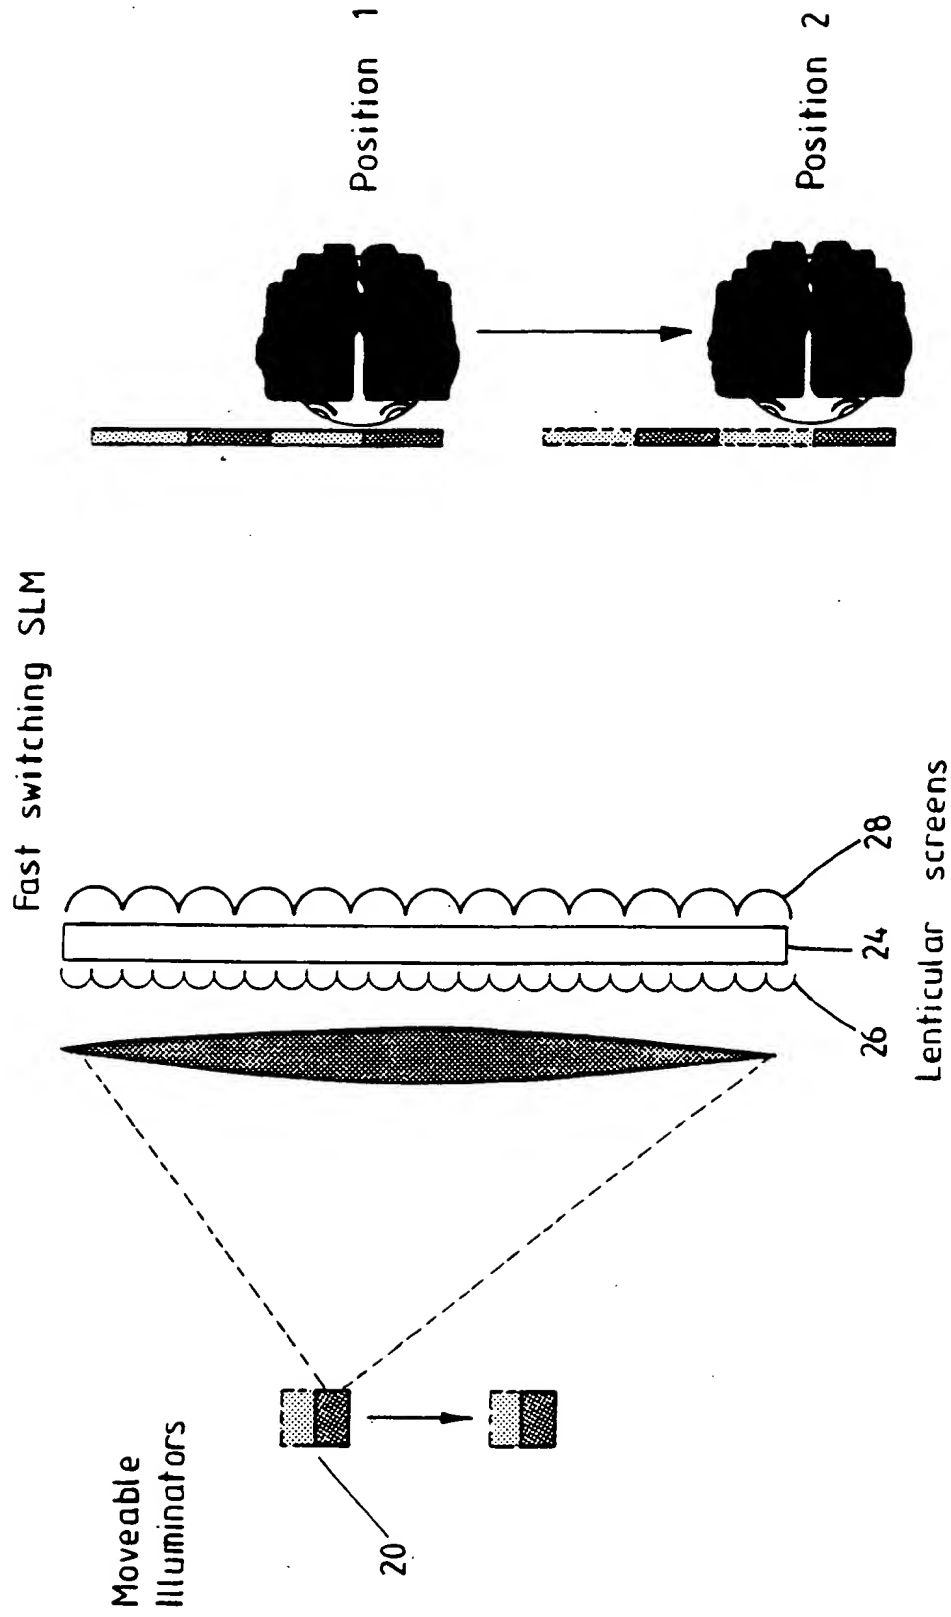 Moveable
Illuminators
20
Fast switching SLM
26
24
28
Lenticular screens
Position 1
Position 2